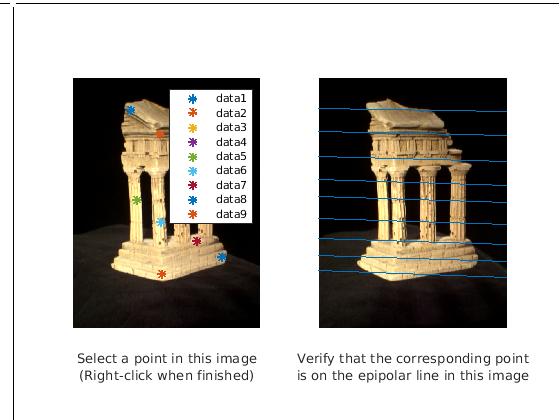 data1
data2
data3
data4
data5
data6
data7
data8
data9
Select a point in this image
(Right-click when finished)
Verify that the corresponding point
is on the epipolar line in this image